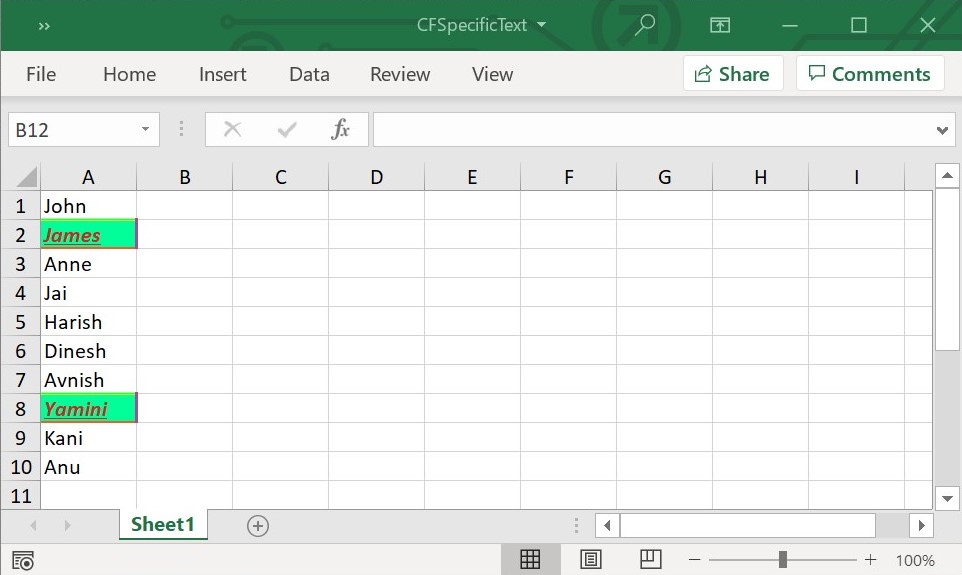 CFSpecificText
File Home Insert Data Review View Share Comments
B12 fx
A B C D E F G H I
1 John
2 James
3 Anne
4 Jai
5 Harish
6 Dinesh
7 Avnish
8 Yamini
9 Kani
10 Anu
11
Sheet1
100%